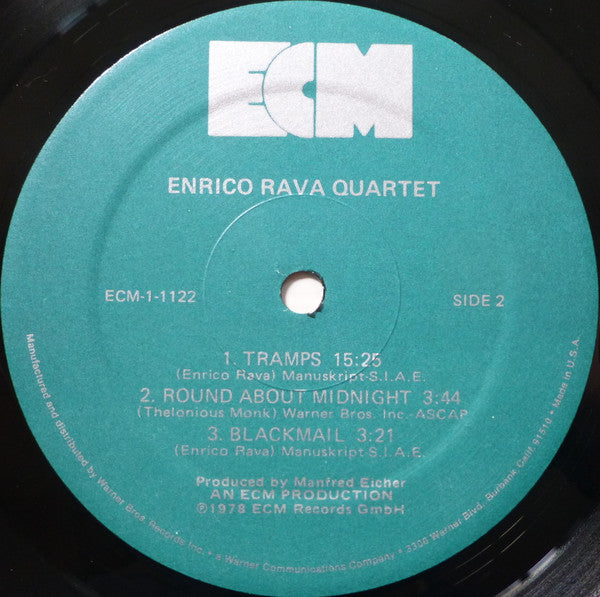 ECM
ENRICO RAVA QUARTET
ECM-1-1122
SIDE 2
1. TRAMPS 15:25
(Enrico Rava) Manuskript-S.I.A.E.
2. ROUND ABOUT MIDNIGHT 3:44
(Thelonious Monk) Warner Bros. Inc.-ASCAP
3. BLACKMAIL 3:21
(Enrico Rava) Manuskript-S.I.A.E.
Produced by Manfred Eicher
AN ECM PRODUCTION
℗1978 ECM Records GmbH
Manufactured and distributed by Warner Bros. Records Inc. • a Warner Communications Company • 3300 Warner Blvd. Burbank Calif. 91510 • Made in U.S.A.